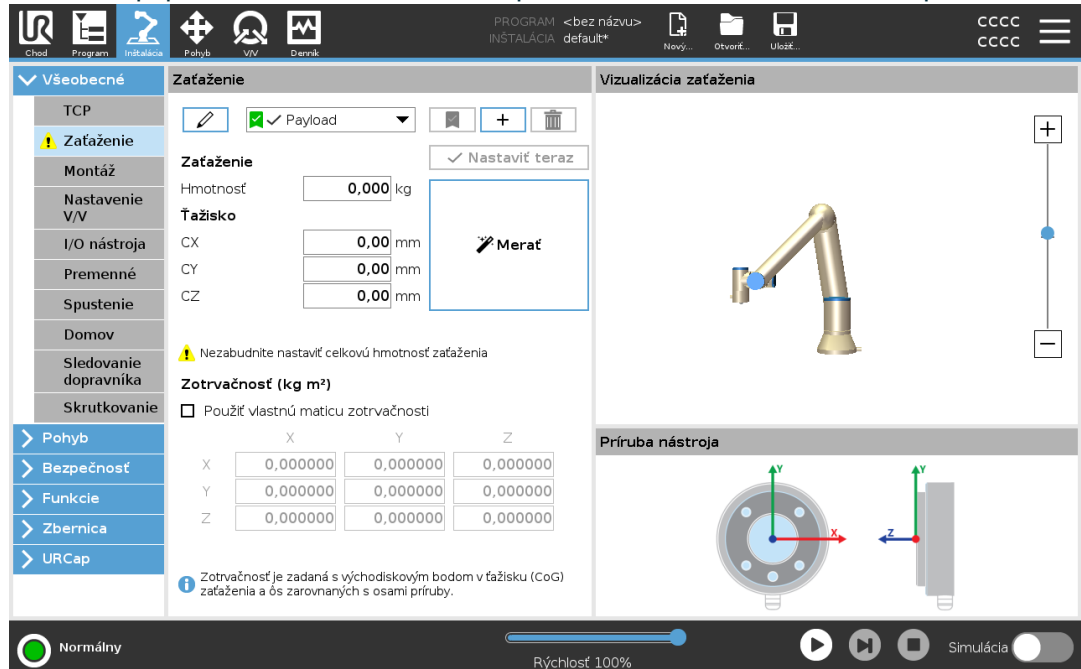 PROGRAM <bez názvu>
INŠTALÁCIA default*
CCCC
CCCC
Chod
Program
Inštalácia
Pohyb
V/V
Denník
Nový...
Otvoriť...
Uložiť...
Všeobecné
TCP
Zaťaženie
Montáž
Nastavenie
V/V
I/O nástroja
Premenné
Spustenie
Domov
Sledovanie
dopravníka
Skrutkovanie
Pohyb
Bezpečnosť
Funkcie
Zbernica
URCap
Zaťaženie
Payload
Nastaviť teraz
Zaťaženie
Hmotnosť 0,000 kg
Ťažisko
CX 0,00 mm
CY 0,00 mm
CZ 0,00 mm
Merať
Nezabudnite nastaviť celkovú hmotnosť zaťaženia
Zotrvačnosť (kg m²)
Použiť vlastnú maticu zotrvačnosti
X Y Z
X 0,000000 0,000000 0,000000
Y 0,000000 0,000000 0,000000
Z 0,000000 0,000000 0,000000
Zotrvačnosť je zadaná s východiskovým bodom v ťažisku (CoG)
zaťaženia a ôs zarovnaných s osami príruby.
Vizualizácia zaťaženia
Príruba nástroja
Y
X
Y
Z
Normálny
Rýchlosť 100%
Simulácia